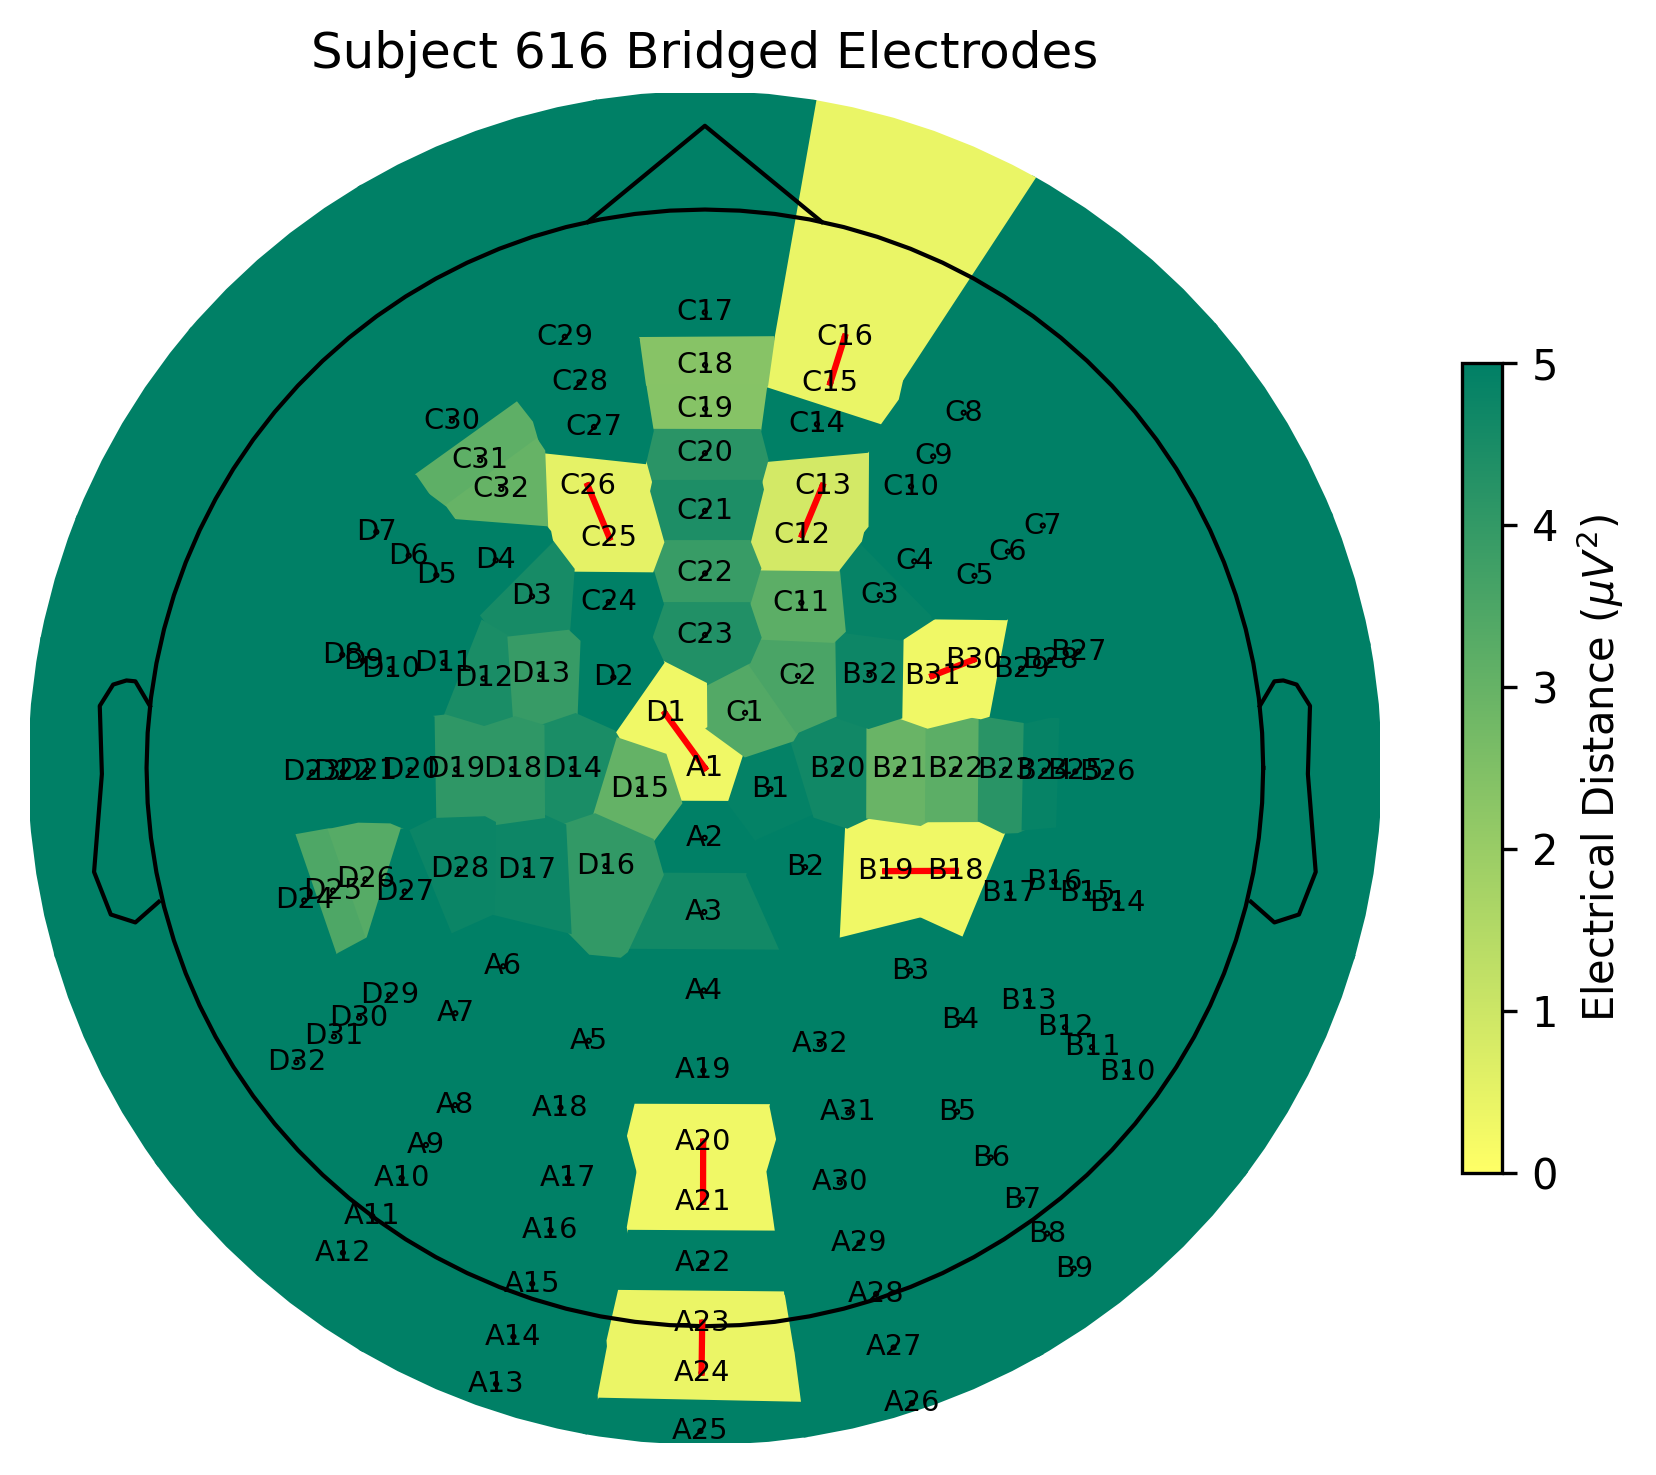 Subject 616 Bridged Electrodes
C17
C29 C16
C18
C28 C15
C19 C8
C30 C27 C14
C20 C9
C31 C32 C26 C13 C10
C21
D7 C25 C12 C7
D6 D4 C6
D5 C22 C4 C5
D3 C24 C11 C3
C23
D8 D9 D10 D11 D12 D13 D2 C2 B32 B31 B30 B29 B28 B27
D1 C1
D23 D22 D21 D20 D19 D18 D14 A1 B20 B21 B22 B23 B24 B25 B26
D15 B1
A2
D24 D25 D26 D27 D28 D17 D16 B2 B19 B18 B17 B16 B15 B14
A3
A6 B3
D29 A4 B13
D30 A7 B4 B12
D31 A5 A32 B11
D32 A19 B10
A8 A18 A31 B5
A9 A20 B6
A10 A17 A21 A30 B7
A11 A16 A29 B8
A12 A22 B9
A15 A28
A14 A23 A27
A13 A24 A26
A25
5
4
3
2
1
0
Electrical Distance (μV²)